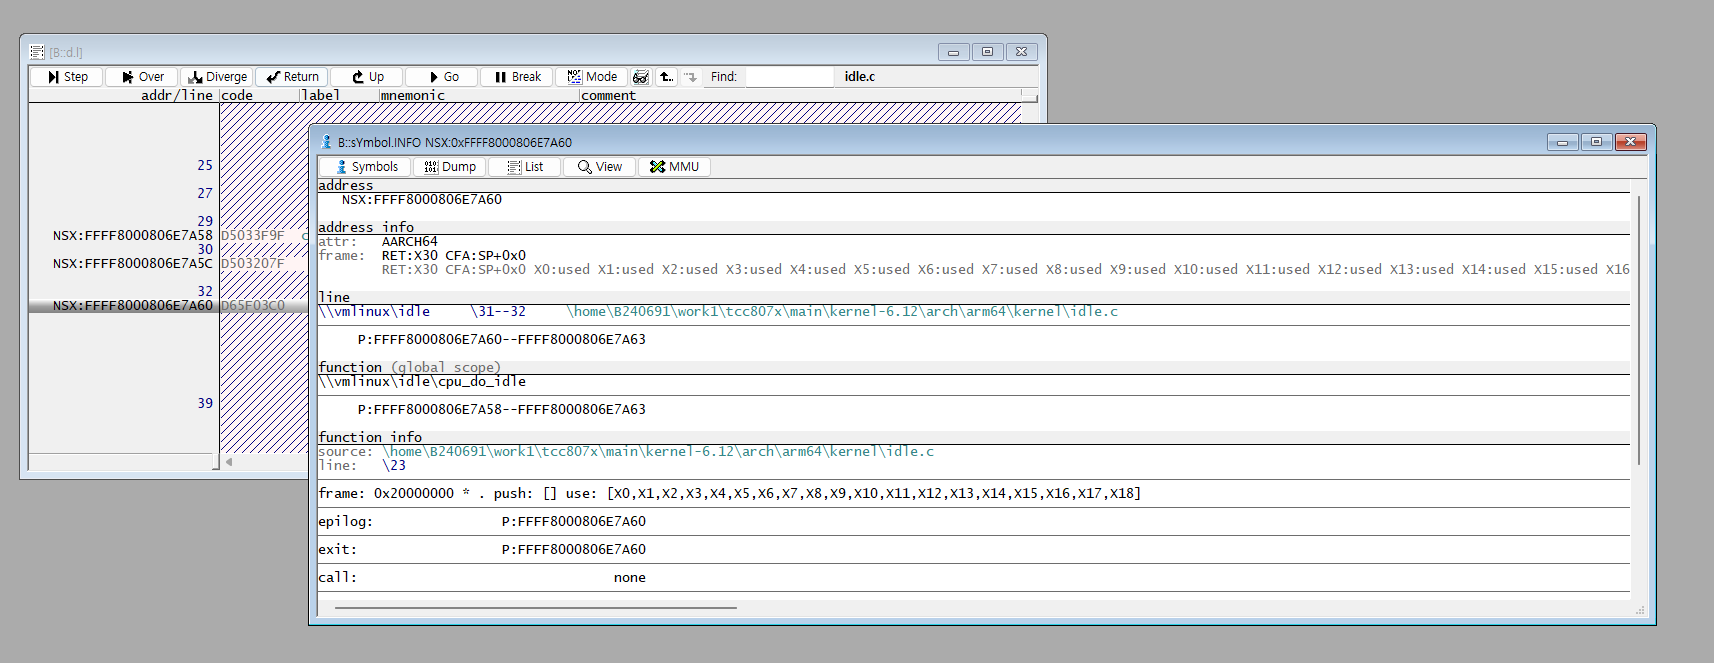 [B::d.l]
Step Over Diverge Return Up Go Break Mode Find: idle.c
addr/line code label mnemonic comment
25
27
29
NSX:FFFF8000806E7A58 D5033F9F
30
NSX:FFFF8000806E7A5C D503207F
32
NSX:FFFF8000806E7A60 D65F03C0
39
B::sYmbol.INFO NSX:0xFFFF8000806E7A60
Symbols Dump List View MMU
address
NSX:FFFF8000806E7A60
address info
attr: AARCH64
frame: RET:X30 CFA:SP+0x0
RET:X30 CFA:SP+0x0 X0:used X1:used X2:used X3:used X4:used X5:used X6:used X7:used X8:used X9:used X10:used X11:used X12:used X13:used X14:used X15:used X16
line
\\vmlinux\idle \31--32 \home\B240691\work1\tcc807x\main\kernel-6.12\arch\arm64\kernel\idle.c
P:FFFF8000806E7A60--FFFF8000806E7A63
function (global scope)
\\vmlinux\idle\cpu_do_idle
P:FFFF8000806E7A58--FFFF8000806E7A63
function info
source: \home\B240691\work1\tcc807x\main\kernel-6.12\arch\arm64\kernel\idle.c
line: \23
frame: 0x20000000 * . push: [] use: [X0,X1,X2,X3,X4,X5,X6,X7,X8,X9,X10,X11,X12,X13,X14,X15,X16,X17,X18]
epilog: P:FFFF8000806E7A60
exit: P:FFFF8000806E7A60
call: none